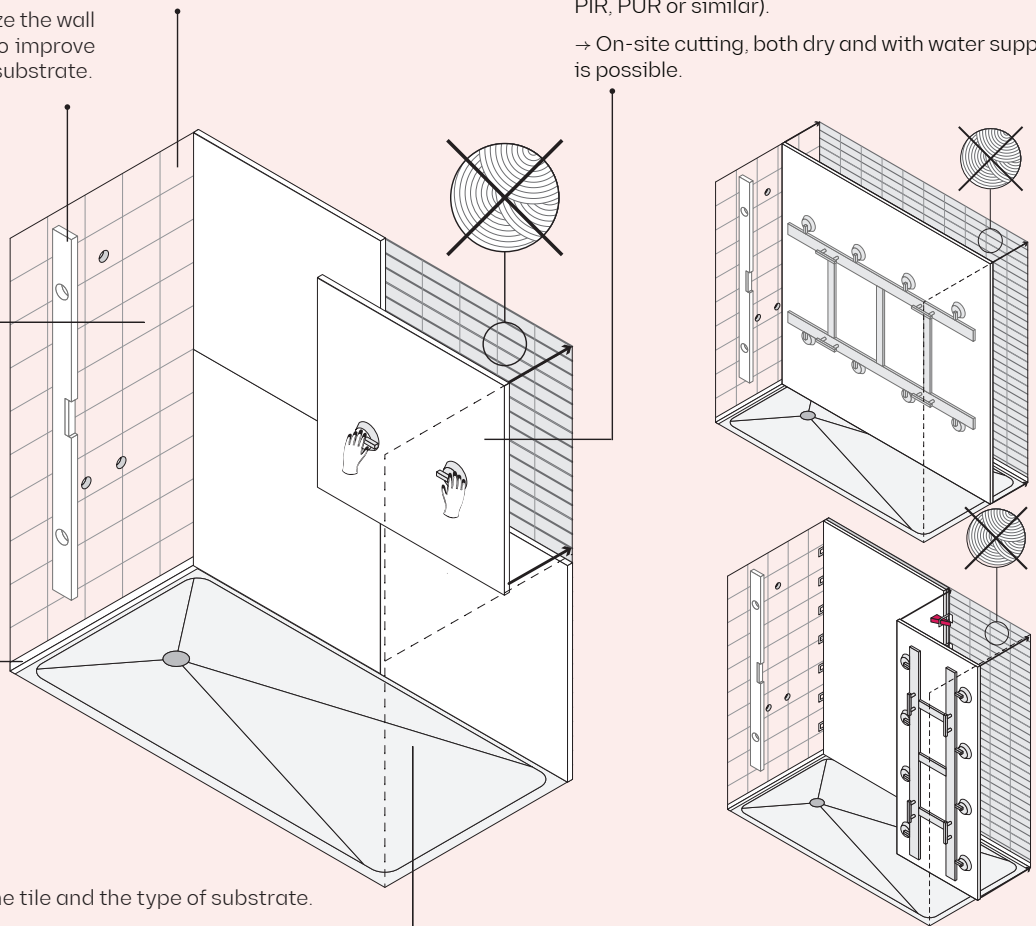 ze the wall
o improve
substrate.
PIR, PUR or similar).
→ On-site cutting, both dry and with water supp
is possible.
ne tile and the type of substrate.